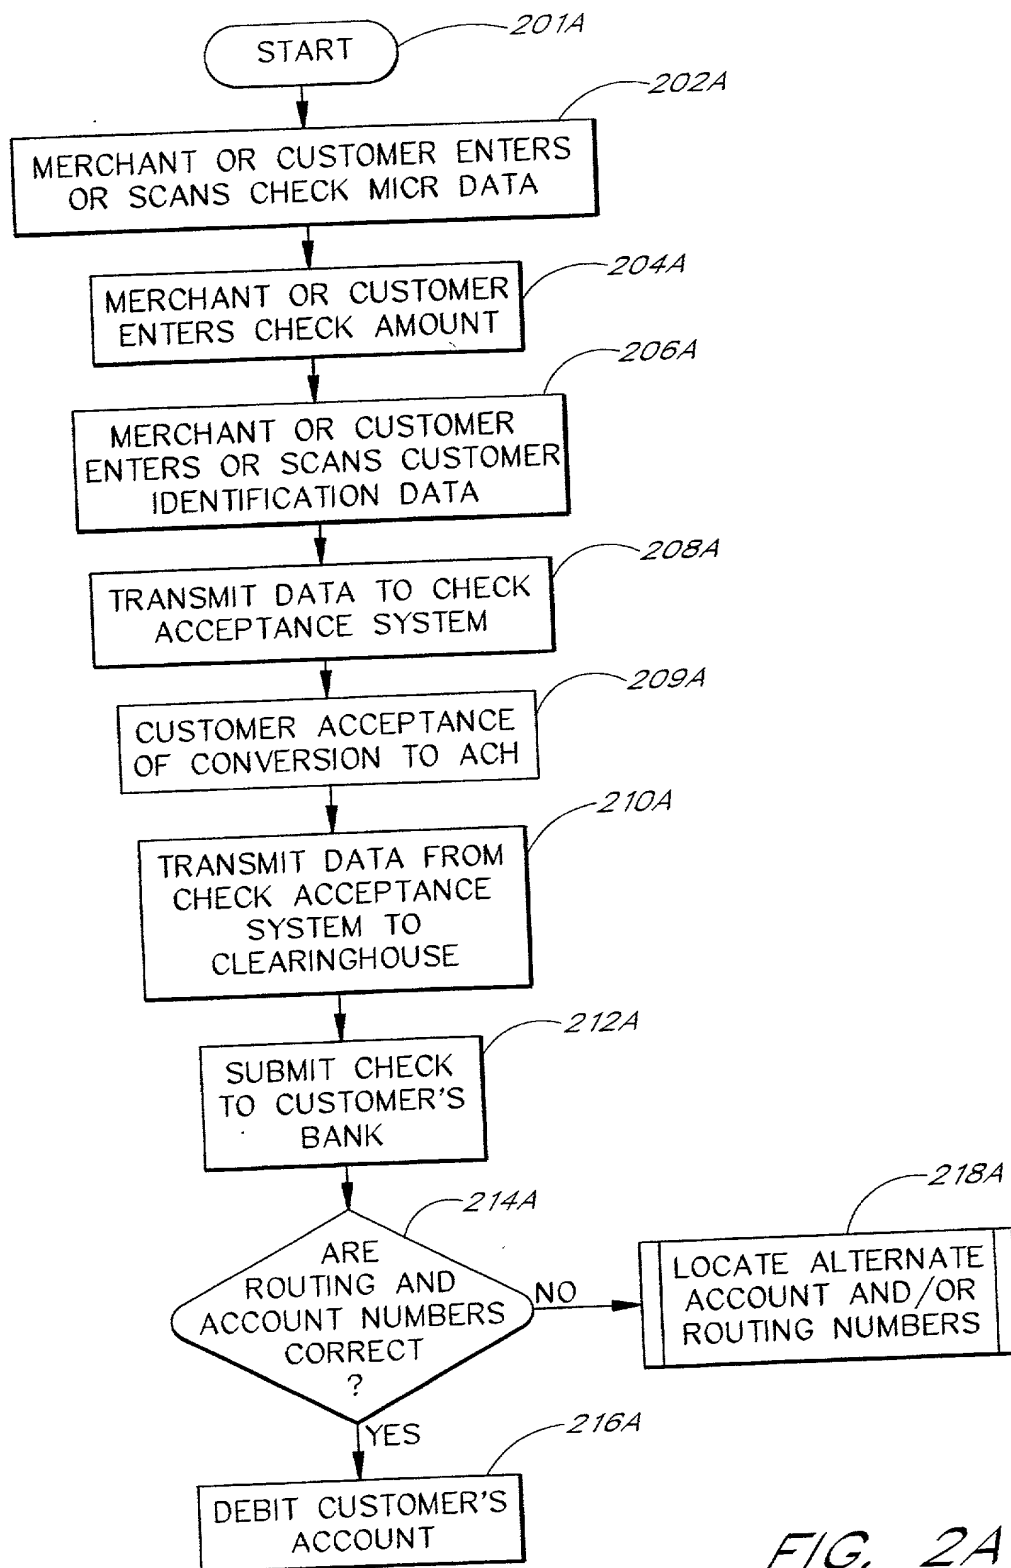 START
201A
202A
MERCHANT OR CUSTOMER ENTERS
OR SCANS CHECK MICR DATA
204A
MERCHANT OR CUSTOMER
ENTERS CHECK AMOUNT
206A
MERCHANT OR CUSTOMER
ENTERS OR SCANS CUSTOMER
IDENTIFICATION DATA
208A
TRANSMIT DATA TO CHECK
ACCEPTANCE SYSTEM
209A
CUSTOMER ACCEPTANCE
OF CONVERSION TO ACH
210A
TRANSMIT DATA FROM
CHECK ACCEPTANCE
SYSTEM TO
CLEARINGHOUSE
212A
SUBMIT CHECK
TO CUSTOMER'S
BANK
214A
ARE
ROUTING AND
ACCOUNT NUMBERS
CORRECT
?
NO
218A
LOCATE ALTERNATE
ACCOUNT AND/OR
ROUTING NUMBERS
YES
216A
DEBIT CUSTOMER'S
ACCOUNT
FIG. 2A